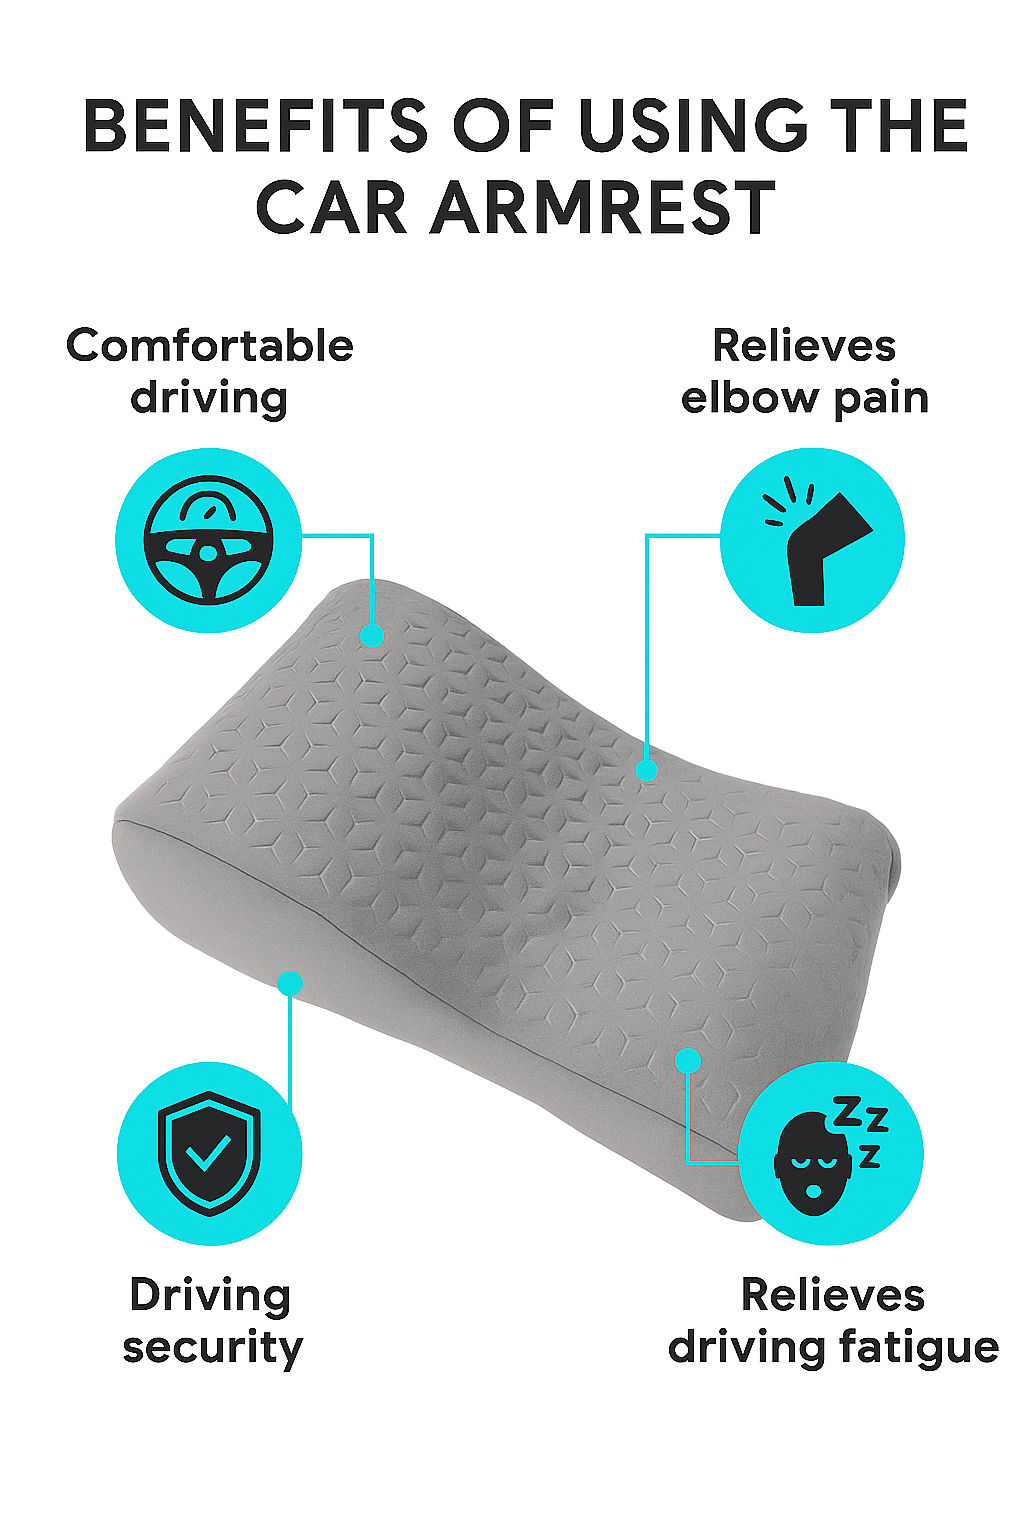 BENEFITS OF USING THE
CAR ARMREST
Comfortable
driving
Relieves
elbow pain
Z Z
Z
Driving
security
Relieves
driving fatigue